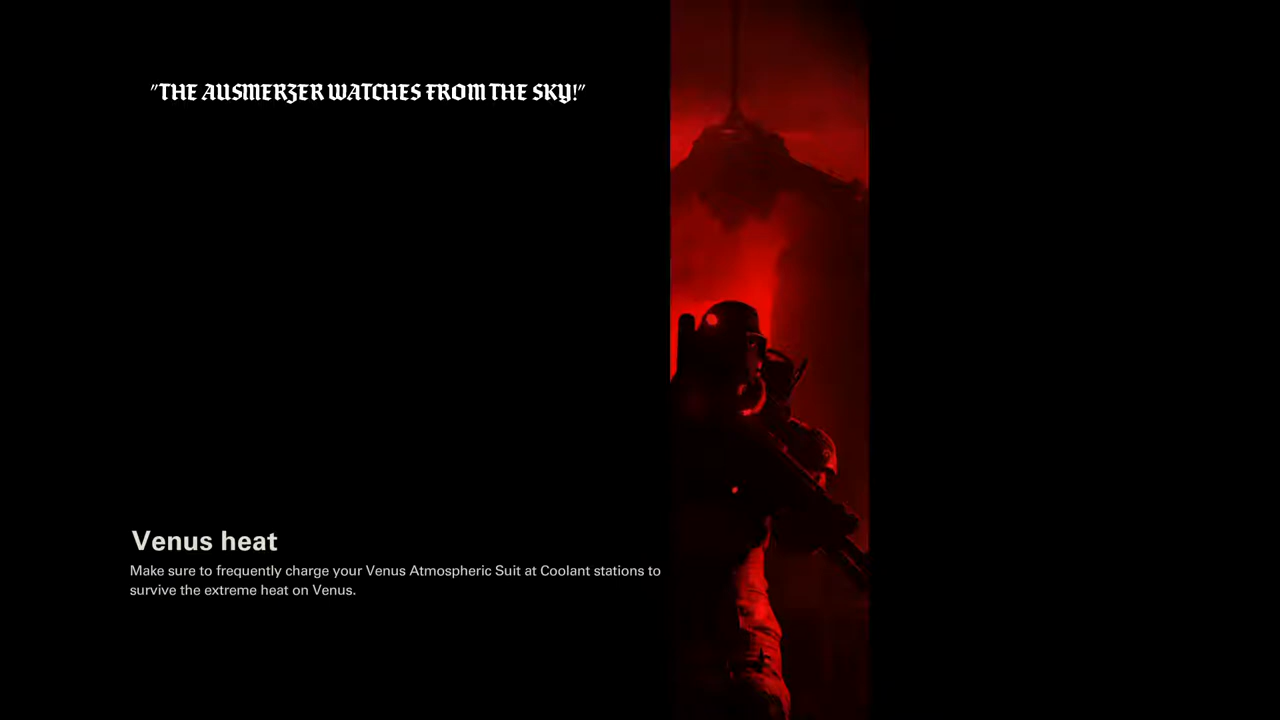 "THE AUSMERZER WATCHES FROM THE SKY!"
Venus heat
Make sure to frequently charge your Venus Atmospheric Suit at Coolant stations to
survive the extreme heat on Venus.